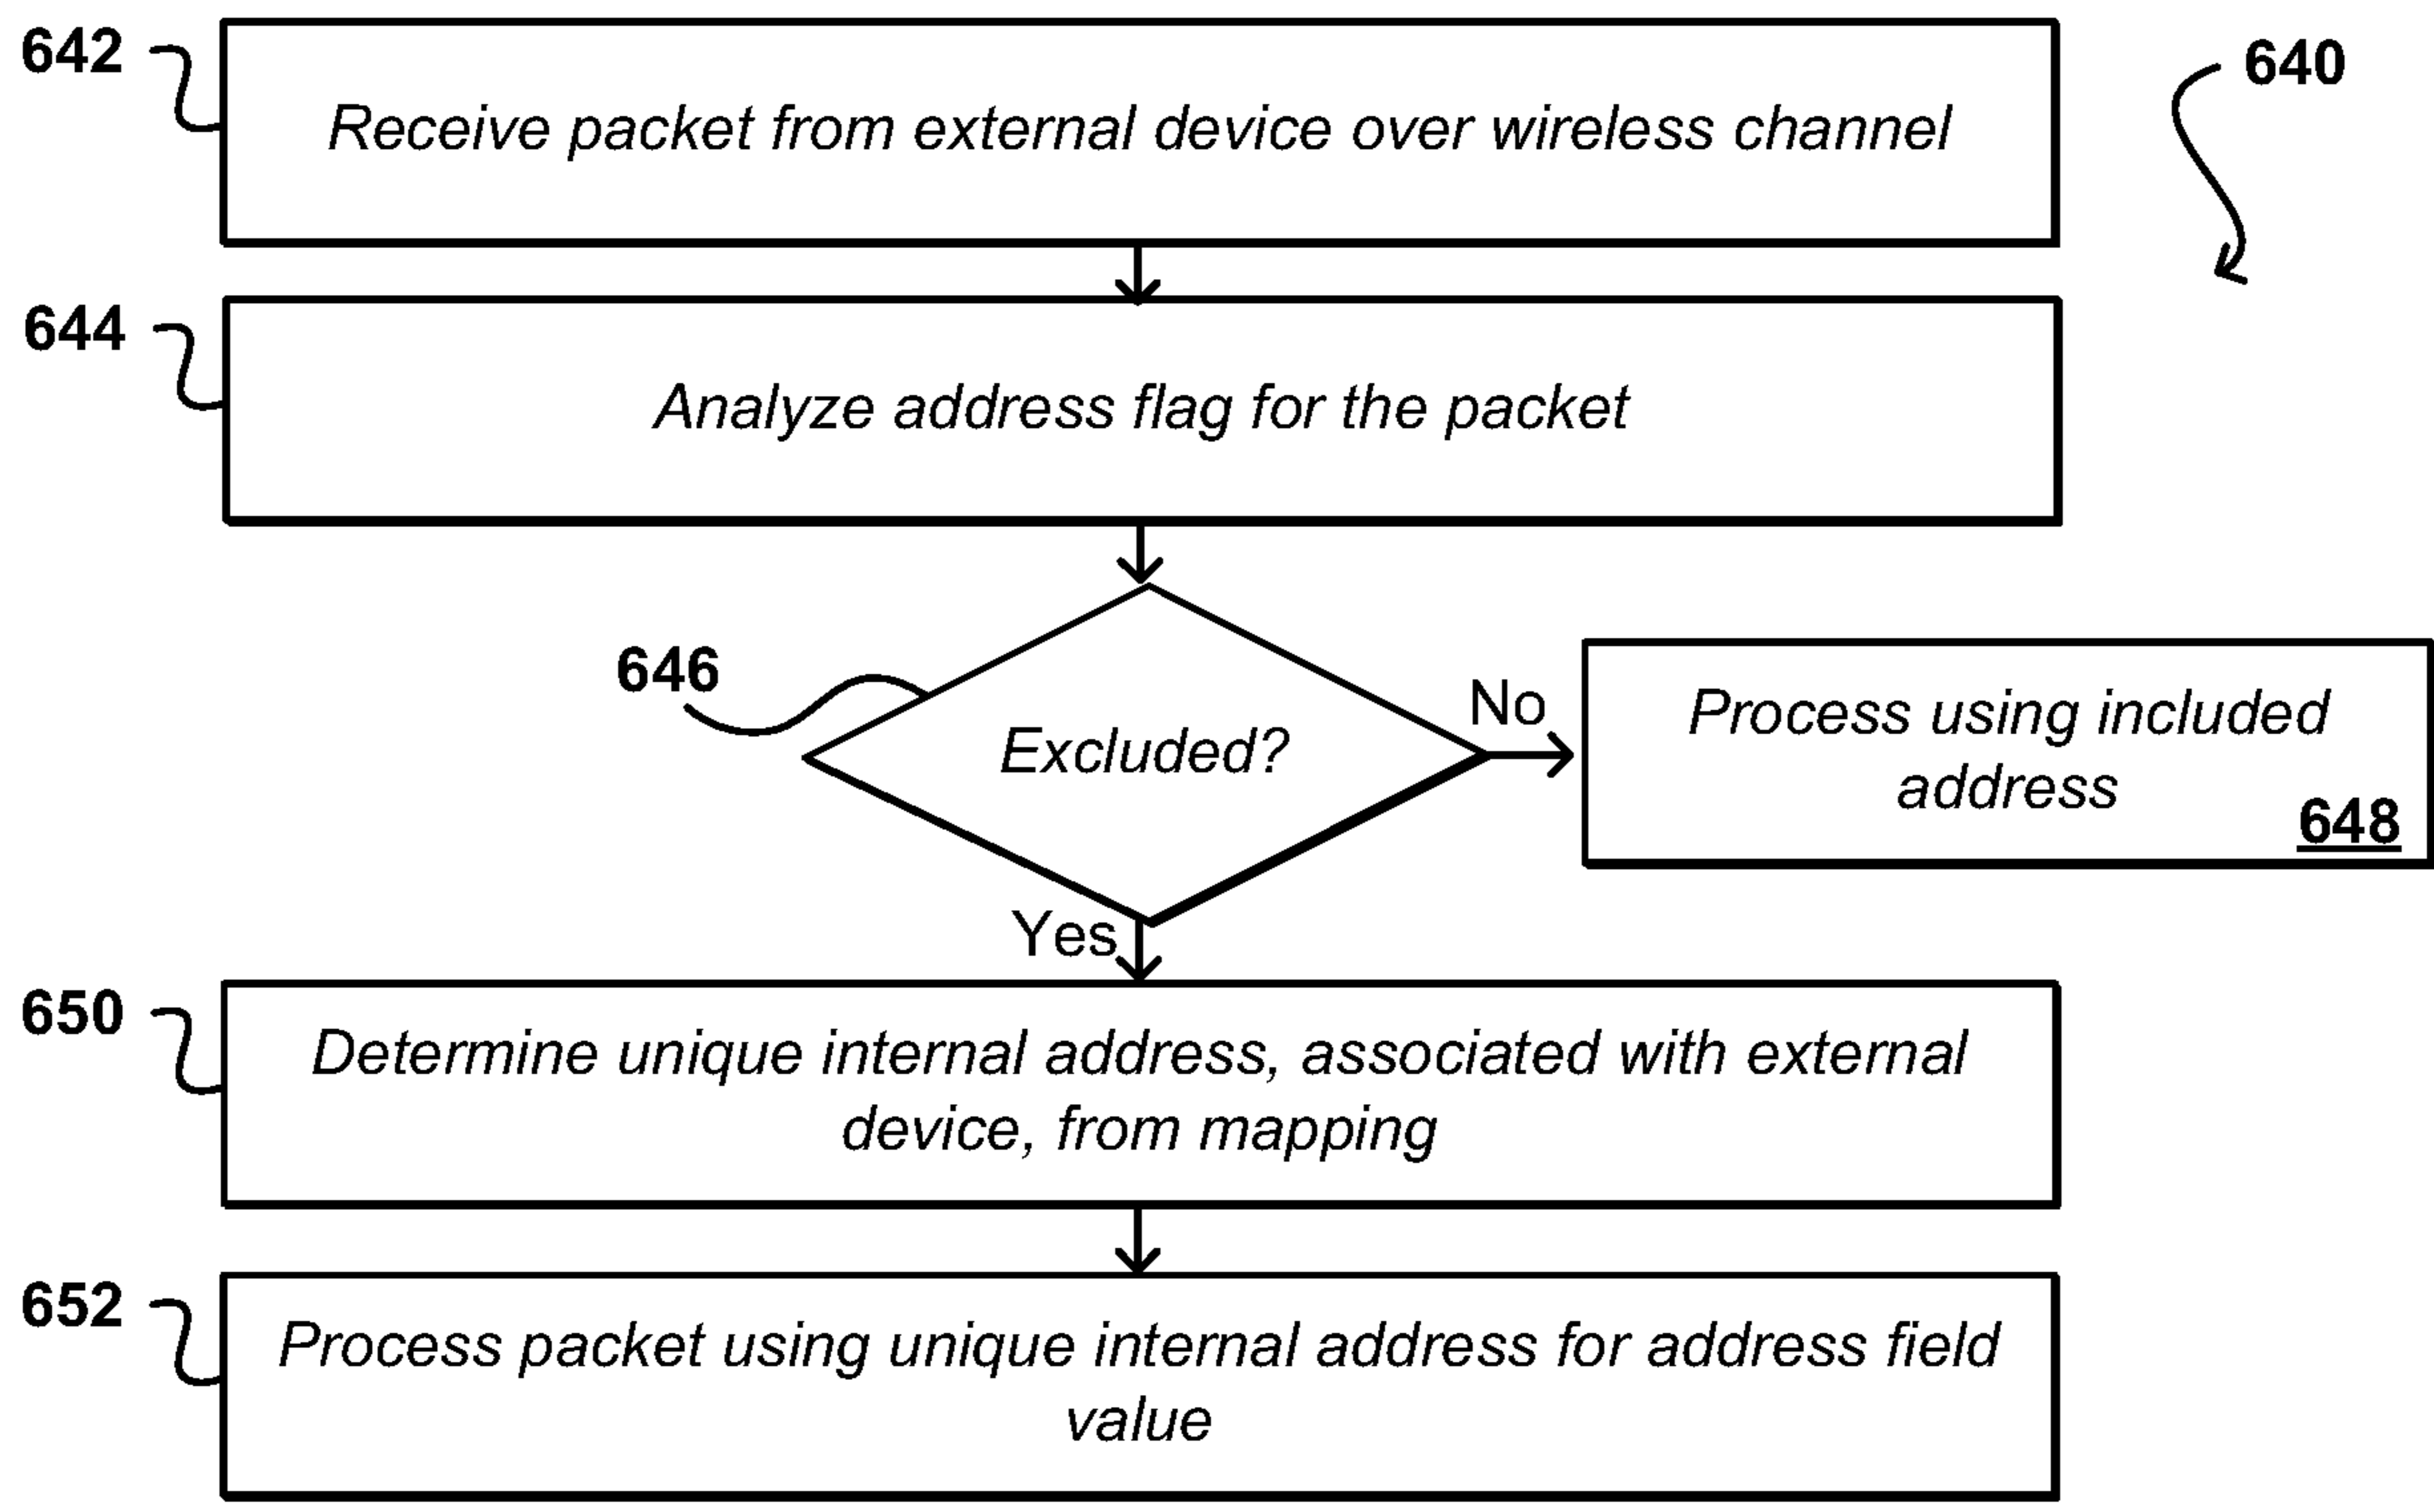 642
Receive packet from external device over wireless channel
640
644
Analyze address flag for the packet
646
Excluded?
No
Process using included
address
648
Yes
650
Determine unique internal address, associated with external
device, from mapping
652
Process packet using unique internal address for address field
value